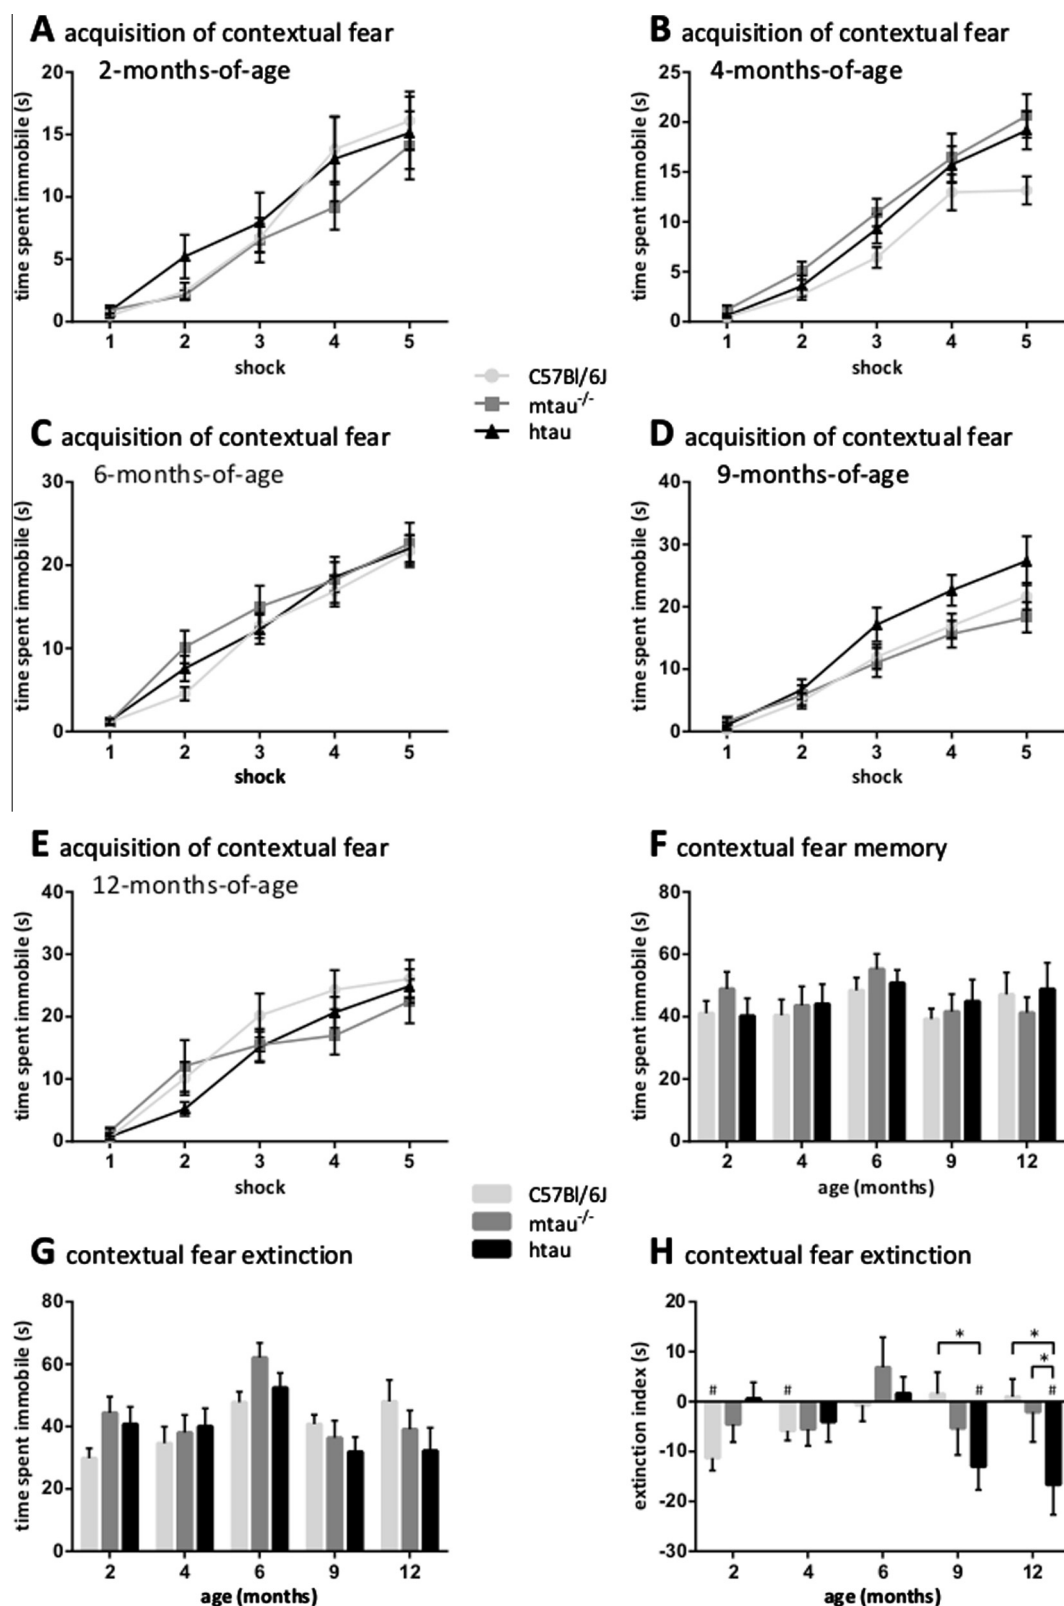 A acquisition of contextual fear
2-months-of-age
time spent immobile (s)
20
15
10
5
0
1 2 3 4 5
shock
B acquisition of contextual fear
4-months-of-age
time spent immobile (s)
25
20
15
10
5
0
1 2 3 4 5
shock
C57Bl/6J
mtau-/-
htau
C acquisition of contextual fear
6-months-of-age
time spent immobile (s)
30
20
10
0
1 2 3 4 5
shock
D acquisition of contextual fear
9-months-of-age
time spent immobile (s)
40
30
20
10
0
1 2 3 4 5
shock
E acquisition of contextual fear
12-months-of-age
time spent immobile (s)
40
30
20
10
0
1 2 3 4 5
shock
F contextual fear memory
time spent immobile (s)
80
60
40
20
0
2 4 6 9 12
age (months)
C57Bl/6J
mtau-/-
htau
G contextual fear extinction
time spent immobile (s)
80
60
40
20
0
2 4 6 9 12
age (months)
H contextual fear extinction
extinction index (s)
20
10
0
-10
-20
-30
# # * # * * #
2 4 6 9 12
age (months)